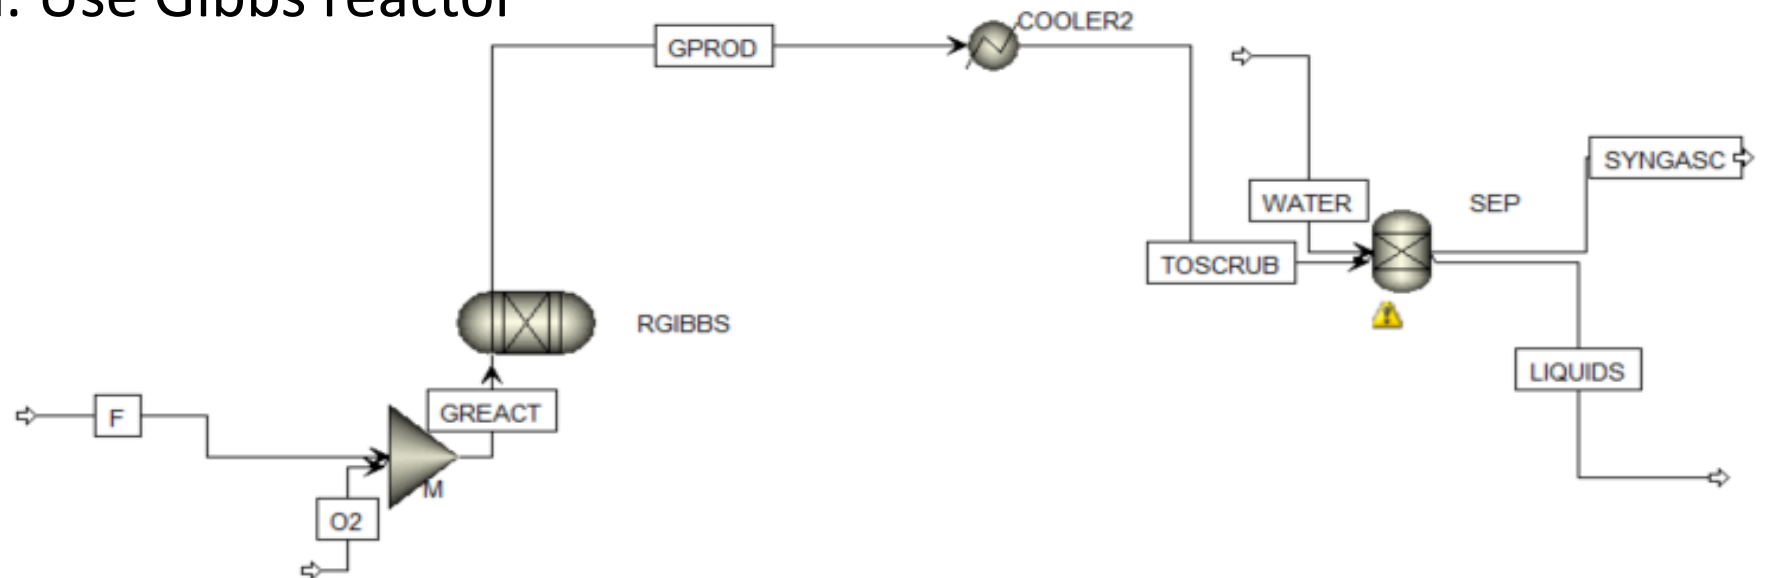 . Use Gibbs reactor
GPROD
COOLER2
WATER
SEP
SYNGASC
TOSCRUB
RGIBBS
LIQUIDS
GREACT
F
M
O2